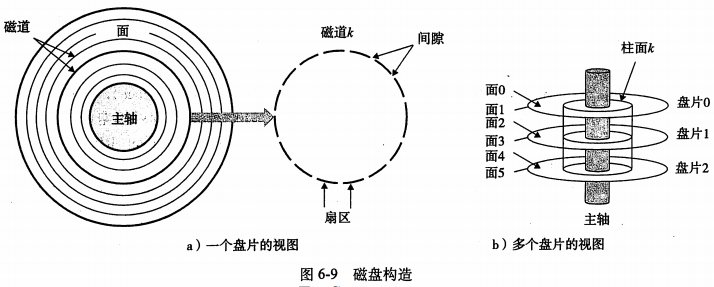 磁道
面
主轴
磁道k
间隙
扇区
a）一个盘片的视图
柱面k
面0
面1
面2
面3
面4
面5
盘片0
盘片1
盘片2
主轴
b）多个盘片的视图
图 6-9 磁盘构造